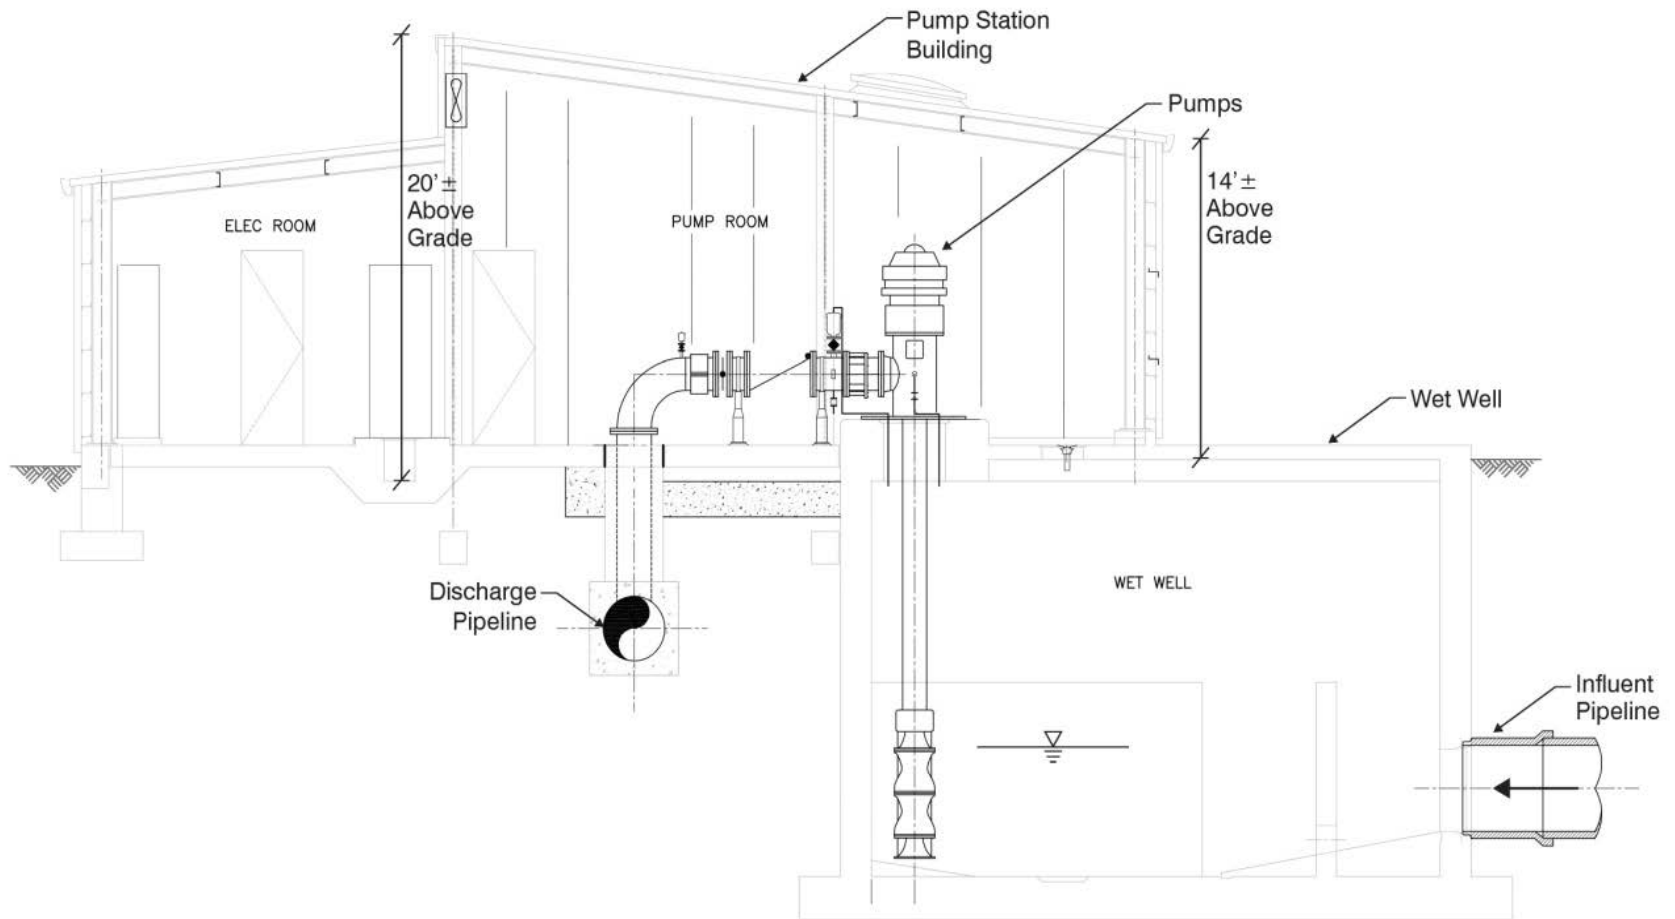 Pump Station
Building
Pumps
20' ±
Above
Grade
14' ±
Above
Grade
ELEC ROOM
PUMP ROOM
Wet Well
WET WELL
Discharge
Pipeline
Influent
Pipeline